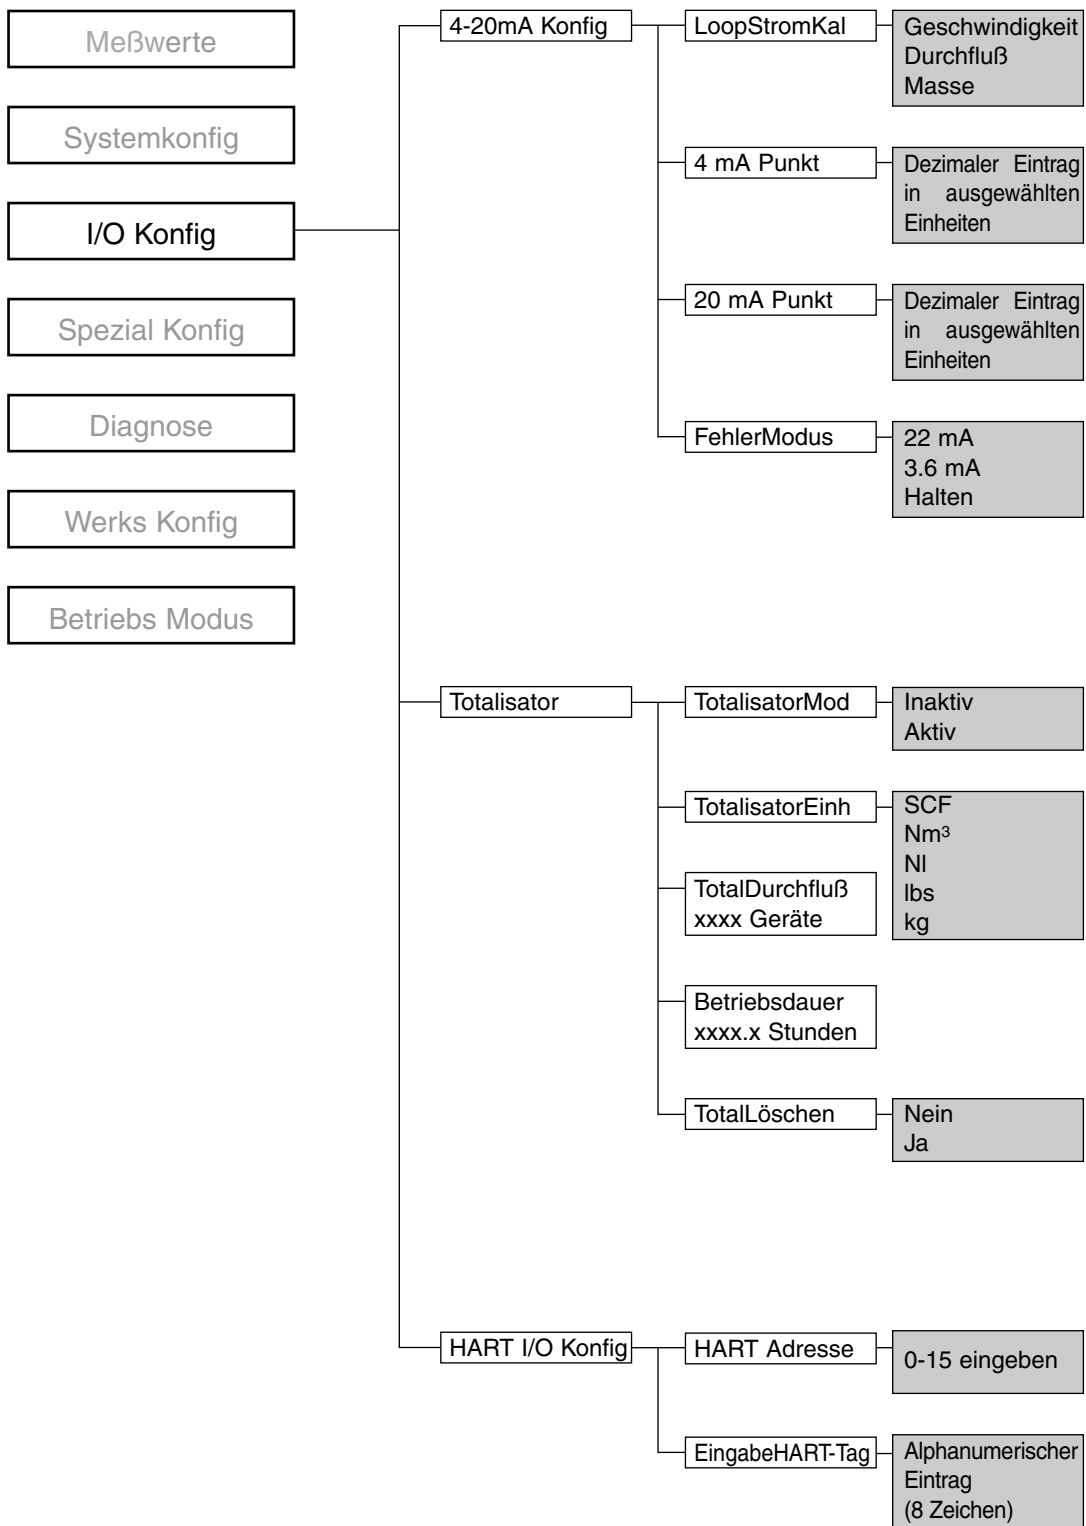 Meßwerte
Systemkonfig
I/O Konfig
Spezial Konfig
Diagnose
Werks Konfig
Betriebs Modus
4-20mA Konfig
LoopStromKal
Geschwindigkeit
Durchfluß
Masse
4 mA Punkt
Dezimaler Eintrag
in ausgewählten
Einheiten
20 mA Punkt
Dezimaler Eintrag
in ausgewählten
Einheiten
FehlerModus
22 mA
3.6 mA
Halten
Totalisator
TotalisatorMod
Inaktiv
Aktiv
TotalisatorEinh
SCF
Nm³
Nl
lbs
kg
TotalDurchfluß
xxxx Geräte
Betriebsdauer
xxxx.x Stunden
TotalLöschen
Nein
Ja
HART I/O Konfig
HART Adresse
0-15 eingeben
EingabeHART-Tag
Alphanumerischer
Eintrag
(8 Zeichen)